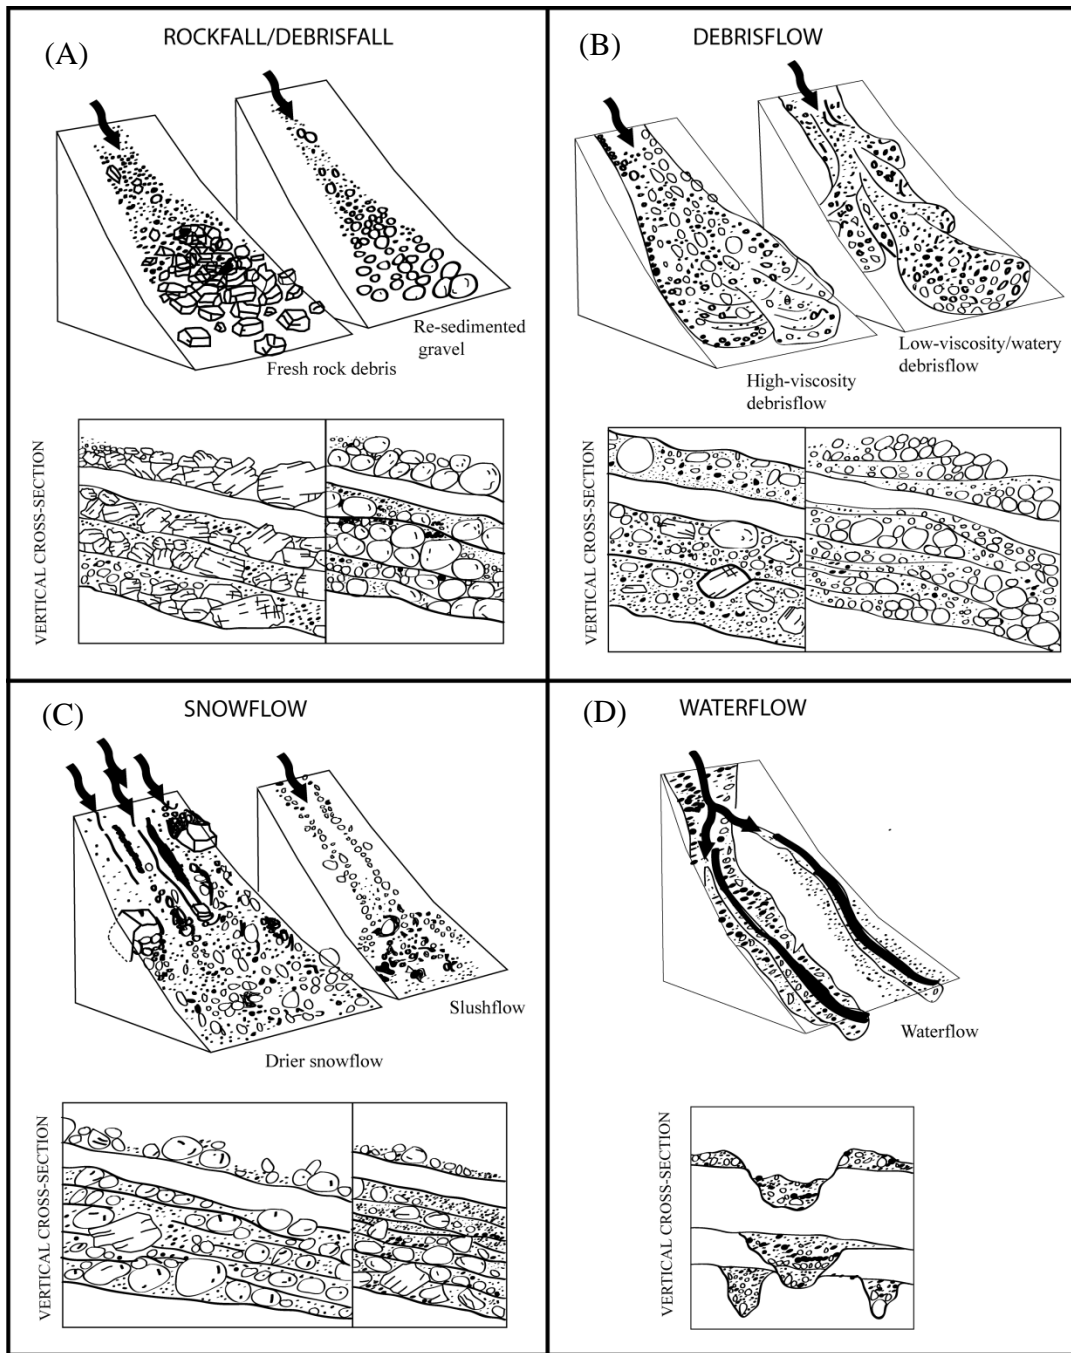 (A)
ROCKFALL/DEBRISFALL
Re-sedimented
gravel
Fresh rock debris
VERTICAL CROSS-SECTION
(B)
DEBRISFLOW
Low-viscosity/watery
debrisflow
High-viscosity
debrisflow
VERTICAL CROSS-SECTION
(C)
SNOWFLOW
Slushflow
Drier snowflow
VERTICAL CROSS-SECTION
(D)
WATERFLOW
Waterflow
VERTICAL CROSS-SECTION